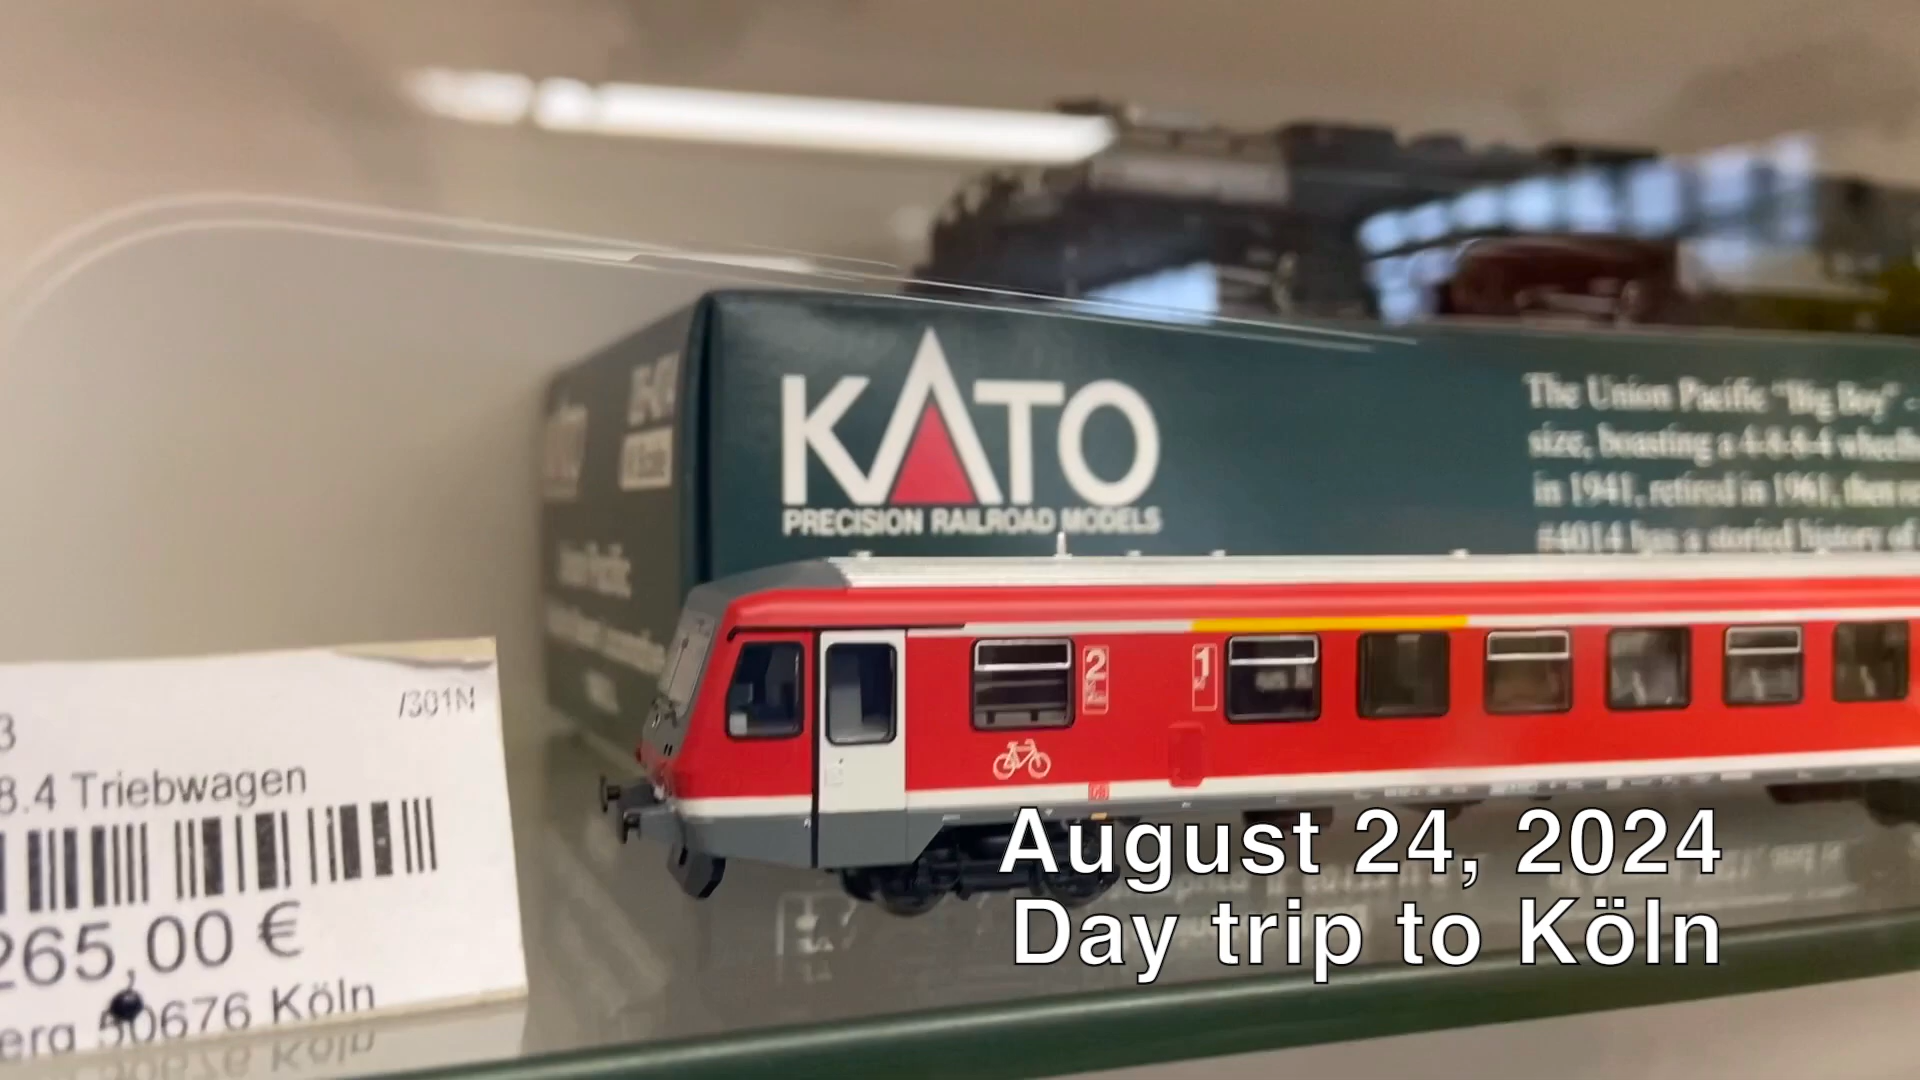 KATO
PRECISION RAILROAD MODELS
The Union Pacific "Big Boy" -
size, boasting a 4-8-8-4
in 1941, retired in 1961, then
#4014 has a storied history of
2
1
/301N
3
8.4 Triebwagen
265,00 €
erg 50676 Köln
August 24, 2024
Day trip to Köln